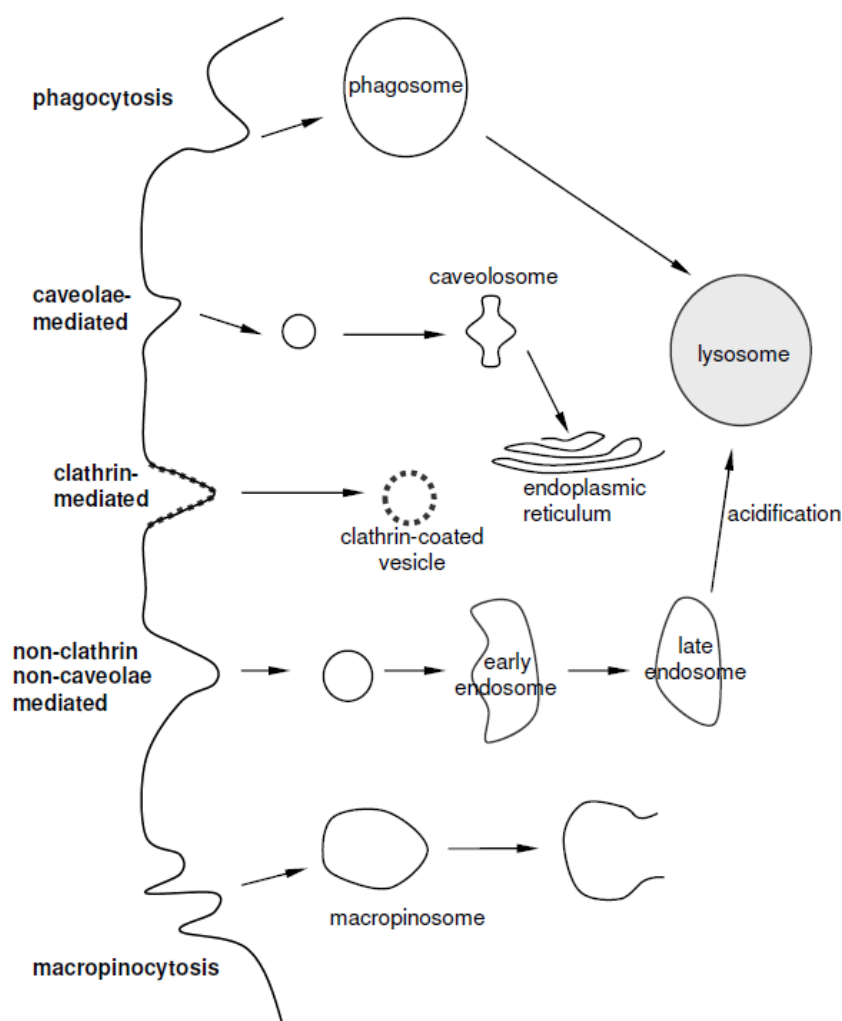 phagocytosis
phagosome
caveolae-
mediated
caveolosome
lysosome
clathrin-
mediated
clathrin-coated
vesicle
endoplasmic
reticulum
acidification
non-clathrin
non-caveolae
mediated
early
endosome
late
endosome
macropinosome
macropinocytosis